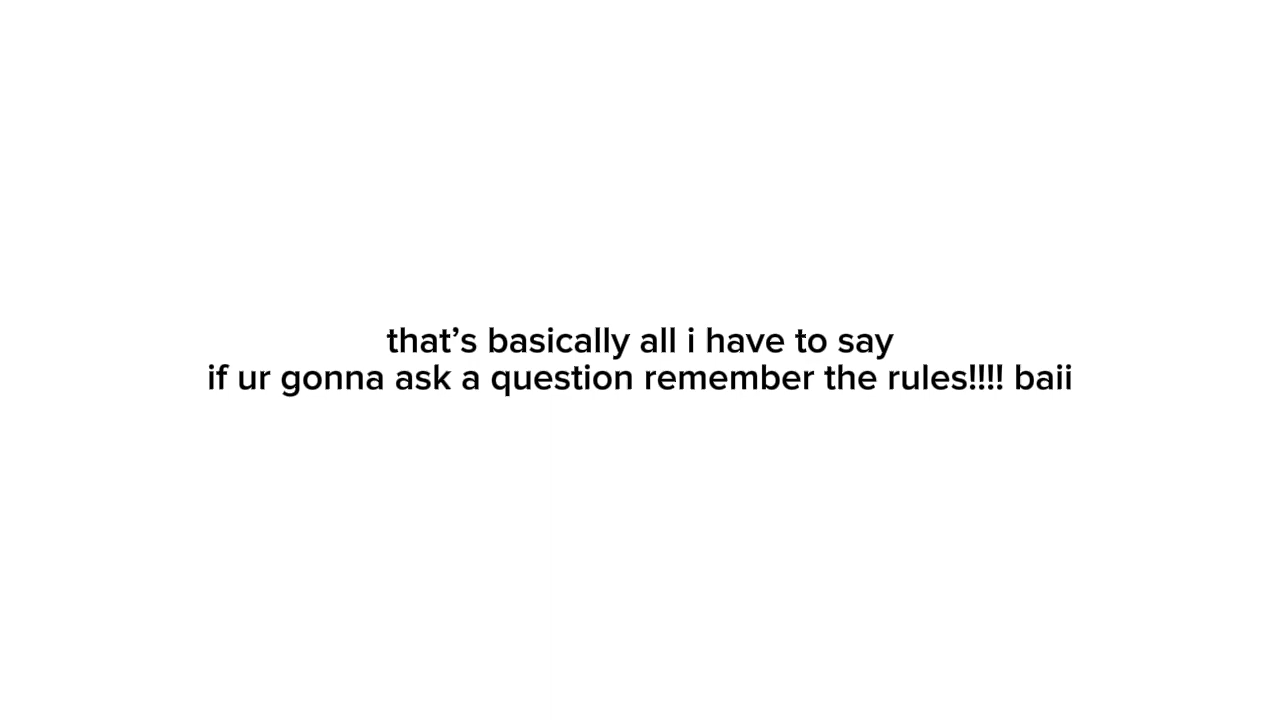 that’s basically all i have to say
if ur gonna ask a question remember the rules!!!! baii